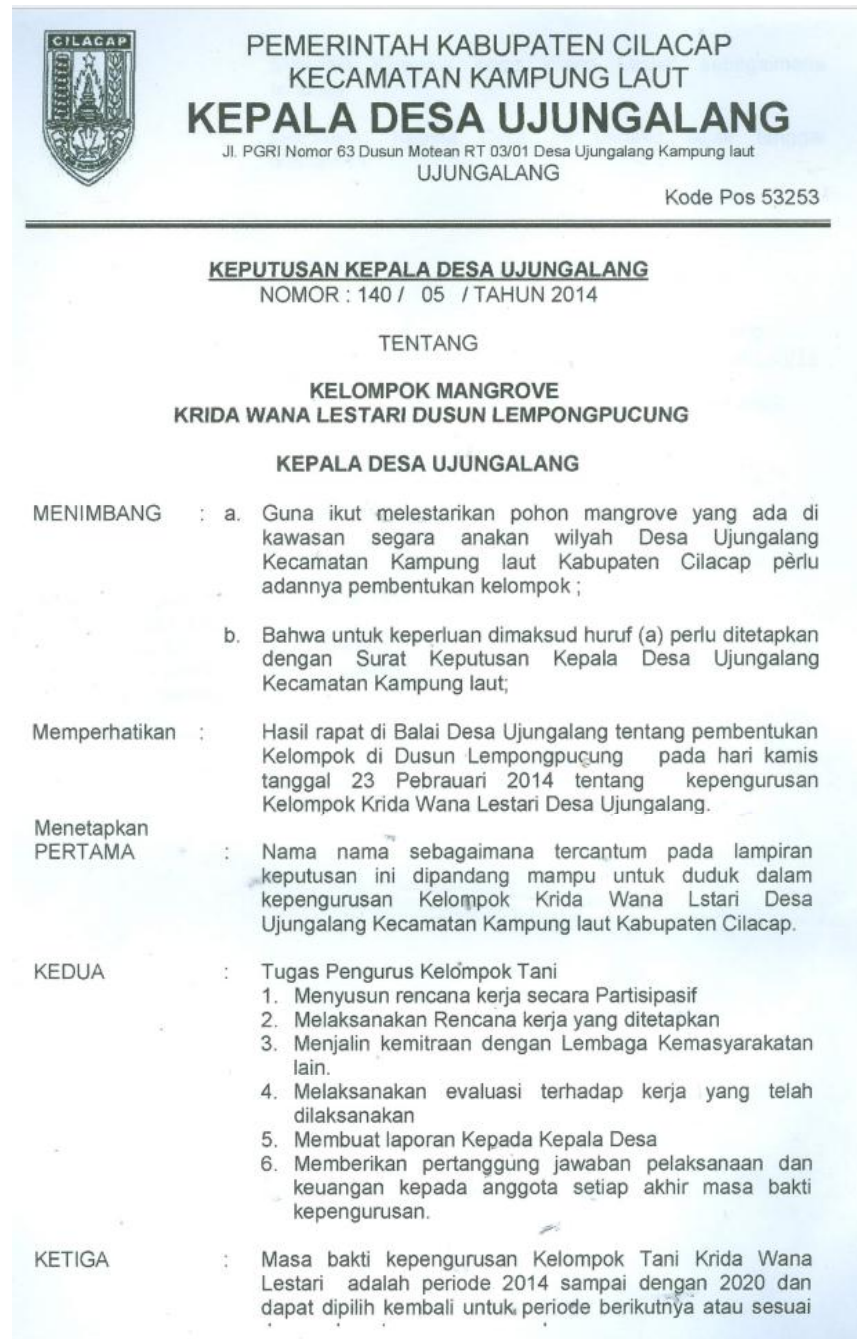 CILACAP
PEMERINTAH KABUPATEN CILACAP
KECAMATAN KAMPUNG LAUT
KEPALA DESA UJUNGALANG
Jl. PGRI Nomor 63 Dusun Motean RT 03/01 Desa Ujungalang Kampung laut
UJUNGALANG
Kode Pos 53253
KEPUTUSAN KEPALA DESA UJUNGALANG
NOMOR : 140 / 05 / TAHUN 2014
TENTANG
KELOMPOK MANGROVE
KRIDA WANA LESTARI DUSUN LEMPONGPUCUNG
KEPALA DESA UJUNGALANG
MENIMBANG : a. Guna ikut melestarikan pohon mangrove yang ada di
kawasan segara anakan wilyah Desa Ujungalang
Kecamatan Kampung laut Kabupaten Cilacap perlu
adannya pembentukan kelompok ;
b. Bahwa untuk keperluan dimaksud huruf (a) perlu ditetapkan
dengan Surat Keputusan Kepala Desa Ujungalang
Kecamatan Kampung laut;
Memperhatikan : Hasil rapat di Balai Desa Ujungalang tentang pembentukan
Kelompok di Dusun Lempongpucung pada hari kamis
tanggal 23 Pebrauari 2014 tentang kepengurusan
Kelompok Krida Wana Lestari Desa Ujungalang.
Menetapkan
PERTAMA : Nama nama sebagaimana tercantum pada lampiran
keputusan ini dipandang mampu untuk duduk dalam
kepengurusan Kelompok Krida Wana Lstari Desa
Ujungalang Kecamatan Kampung laut Kabupaten Cilacap.
KEDUA : Tugas Pengurus Kelompok Tani
1. Menyusun rencana kerja secara Partisipasif
2. Melaksanakan Rencana kerja yang ditetapkan
3. Menjalin kemitraan dengan Lembaga Kemasyarakatan
lain.
4. Melaksanakan evaluasi terhadap kerja yang telah
dilaksanakan
5. Membuat laporan Kepada Kepala Desa
6. Memberikan pertanggung jawaban pelaksanaan dan
keuangan kepada anggota setiap akhir masa bakti
kepengurusan.
KETIGA : Masa bakti kepengurusan Kelompok Tani Krida Wana
Lestari adalah periode 2014 sampai dengan 2020 dan
dapat dipilih kembali untuk periode berikutnya atau sesuai